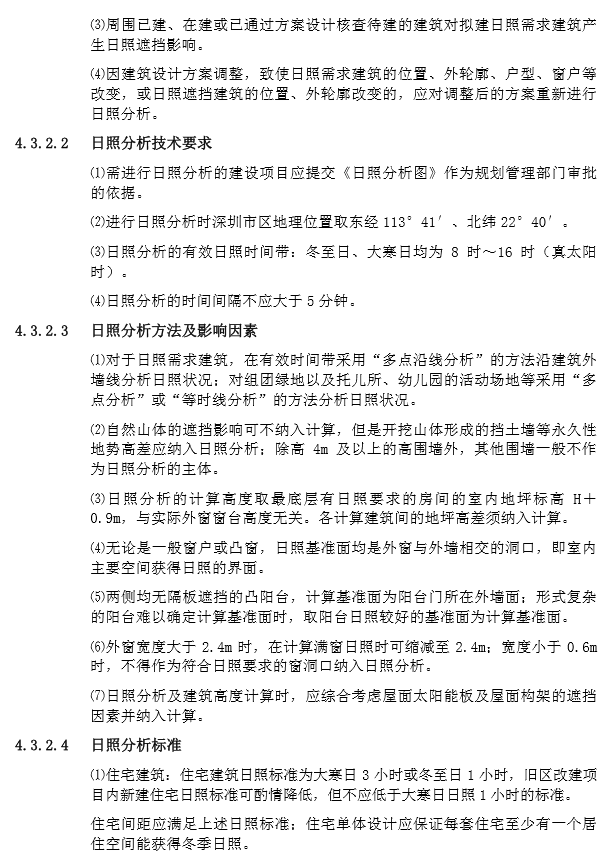 ⑶周围已建、在建或已通过方案设计核查待建的建筑对拟建日照需求建筑产
生日照遮挡影响。
⑷因建筑设计方案调整，致使日照需求建筑的位置、外轮廓、户型、窗户等
改变，或日照遮挡建筑的位置、外轮廓改变的，应对调整后的方案重新进行
日照分析。
4.3.2.2 日照分析技术要求
⑴需进行日照分析的建设项目应提交《日照分析图》作为规划管理部门审批
的依据。
⑵进行日照分析时深圳市区地理位置取东经113°41′、北纬22°40′。
⑶日照分析的有效日照时间带：冬至日、大寒日均为 8 时～16 时（真太阳
时）。
⑷日照分析的时间间隔不应大于5分钟。
4.3.2.3 日照分析方法及影响因素
⑴对于日照需求建筑，在有效时间带采用“多点沿线分析”的方法沿建筑外
墙线分析日照状况；对组团绿地以及托儿所、幼儿园的活动场地等采用“多
点分析”或“等时线分析”的方法分析日照状况。
⑵自然山体的遮挡影响可不纳入计算，但是开挖山体形成的挡土墙等永久性
地势高差应纳入日照分析；除高 4m 及以上的高围墙外，其他围墙一般不作
为日照分析的主体。
⑶日照分析的计算高度取最底层有日照要求的房间的室内地坪标高 H＋
0.9m，与实际外窗窗台高度无关。各计算建筑间的地坪高差须纳入计算。
⑷无论是一般窗户或凸窗，日照基准面均是外窗与外墙相交的洞口，即室内
主要空间获得日照的界面。
⑸两侧均无隔板遮挡的凸阳台，计算基准面为阳台门所在外墙面；形式复杂
的阳台难以确定计算基准面时，取阳台日照较好的基准面为计算基准面。
⑹外窗宽度大于 2.4m 时，在计算满窗日照时可缩减至 2.4m；宽度小于 0.6m
时，不得作为符合日照要求的窗洞口纳入日照分析。
⑺日照分析及建筑高度计算时，应综合考虑屋面太阳能板及屋面构架的遮挡
因素并纳入计算。
4.3.2.4 日照分析标准
⑴住宅建筑：住宅建筑日照标准为大寒日3小时或冬至日1小时，旧区改建项
目内新建住宅日照标准可酌情降低，但不应低于大寒日日照1小时的标准。
住宅间距应满足上述日照标准；住宅单体设计应保证每套住宅至少有一个居
住空间能获得冬季日照。